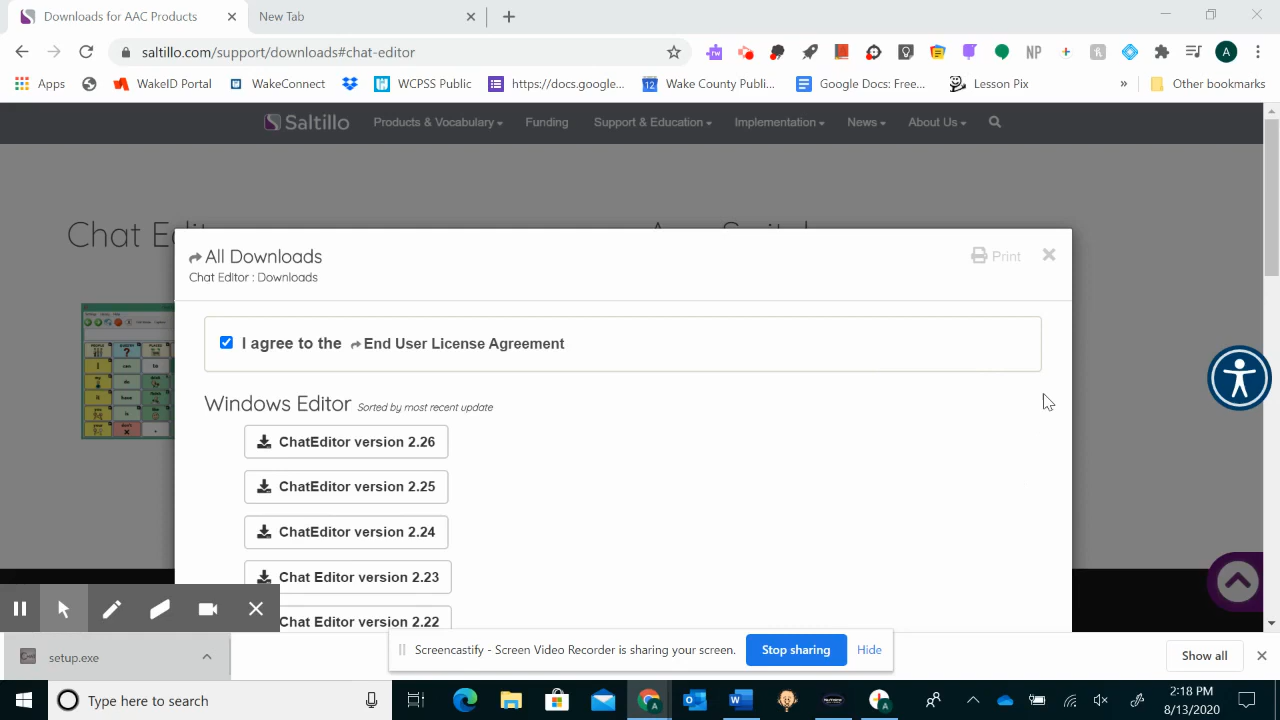 Downloads for AAC Products
New Tab
saltillo.com/support/downloads#chat-editor
Apps
WakeID Portal
WakeConnect
WCPSS Public
https://docs.google...
Wake County Publi...
Google Docs: Free...
Lesson Pix
»
Other bookmarks
Saltillo
Products & Vocabulary
Funding
Support & Education
Implementation
News
About Us
All Downloads
Chat Editor : Downloads
Print
I agree to the End User License Agreement
Windows Editor Sorted by most recent update
ChatEditor version 2.26
ChatEditor version 2.25
ChatEditor version 2.24
Chat Editor version 2.23
Chat Editor version 2.22
setup.exe
Screencastify - Screen Video Recorder is sharing your screen.
Stop sharing
Hide
Show all
Type here to search
2:18 PM
8/13/2020